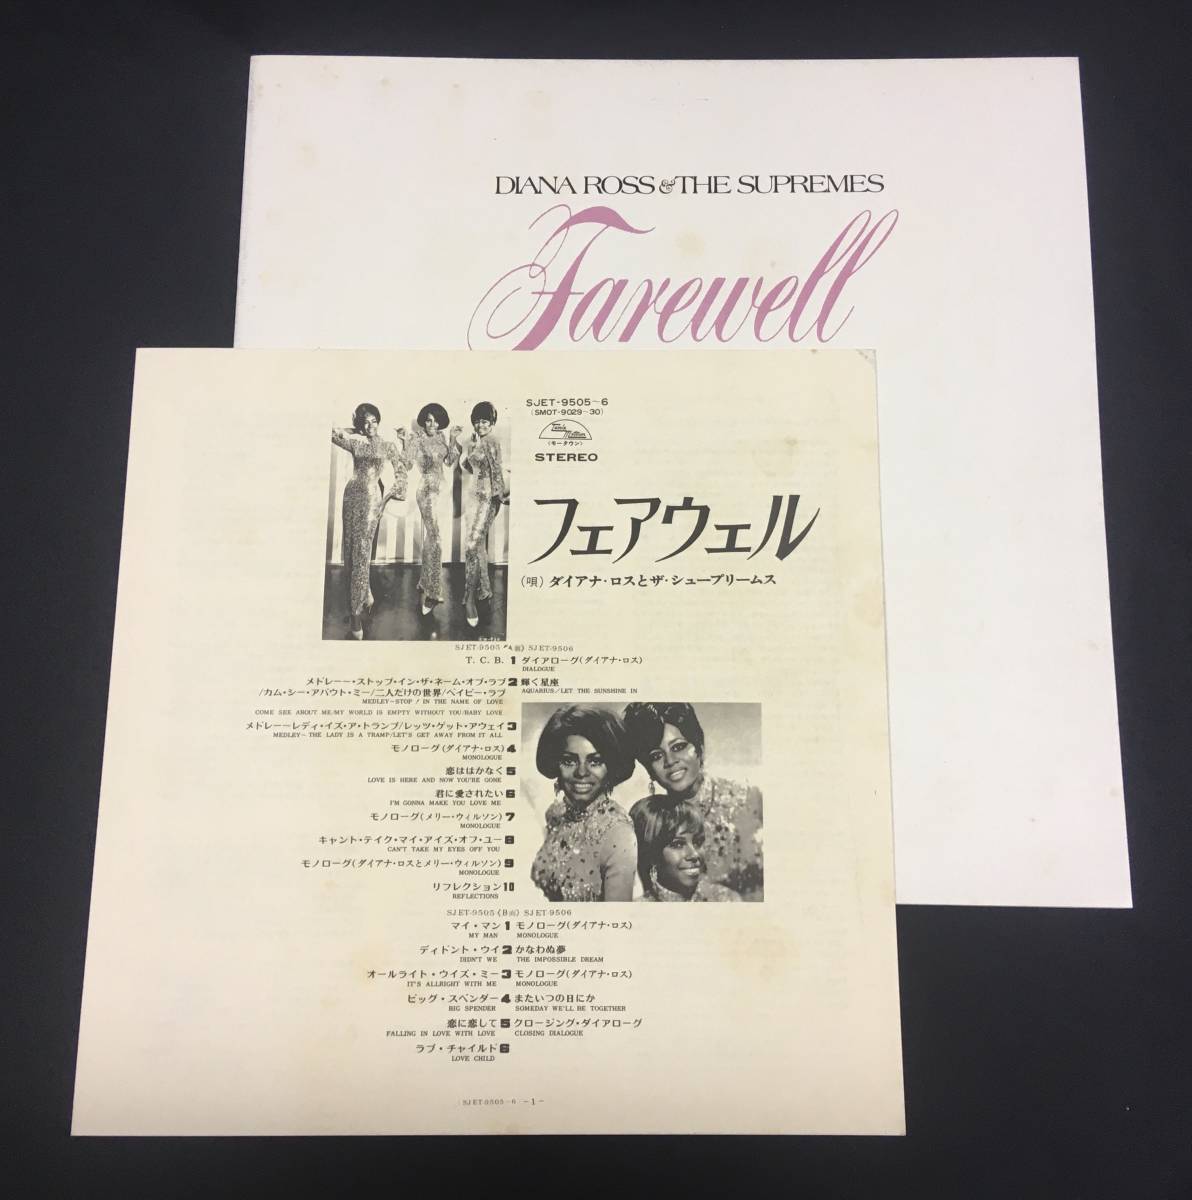 DIANA ROSS & THE SUPREMES
Farewell
SJET-9505~6
(SMOT-9029~30)
Tamla Motown
〈モータウン〉
STEREO
フェアウェル
(唄) ダイアナ・ロスとザ・シュープリームス
SJET-9505《A面》SJET-9506
T. C. B. 1 ダイアローグ(ダイアナ・ロス)
DIALOGUE
メドレー・ストップ・イン・ザ・ネーム・オブ・ラブ 2 輝く星座
/カム・シー・アバウト・ミー/二人だけの世界/ベイビー・ラブ AQUARIUS/LET THE SUNSHINE IN
MEDLEY-STOP! IN THE NAME OF LOVE
COME SEE ABOUT ME/MY WORLD IS EMPTY WITHOUT YOU/BABY LOVE
メドレー－レディ・イズ・ア・トランプ/レッツ・ゲット・アウェイ 3
MEDLEY- THE LADY IS A TRAMP/LET'S GET AWAY FROM IT ALL
モノローグ(ダイアナ・ロス) 4
MONOLOGUE
恋ははかなく 5
LOVE IS HERE AND NOW YOU'RE GONE
君に愛されたい 6
I'M GONNA MAKE YOU LOVE ME
モノローグ(メリー・ウィルソン) 7
MONOLOGUE
キャント・テイク・マイ・アイズ・オフ・ユー 8
CAN'T TAKE MY EYES OFF YOU
モノローグ(ダイアナ・ロスとメリー・ウィルソン) 9
MONOLOGUE
リフレクション 10
REFLECTIONS
SJET-9505《B面》SJET-9506
マイ・マン 1 モノローグ(ダイアナ・ロス)
MY MAN MONOLOGUE
ディドント・ウイ 2 かなわぬ夢
DIDN'T WE THE IMPOSSIBLE DREAM
オールライト・ウイズ・ミー 3 モノローグ(ダイアナ・ロス)
IT'S ALLRIGHT WITH ME MONOLOGUE
ビッグ・スペンダー 4 またいつの日にか
BIG SPENDER SOMEDAY WE'LL BE TOGETHER
恋に恋して 5 クロージング・ダイアローグ
FALLING IN LOVE WITH LOVE CLOSING DIALOGUE
ラブ・チャイルド 6
LOVE CHILD
(SJET-9505~6) -1-